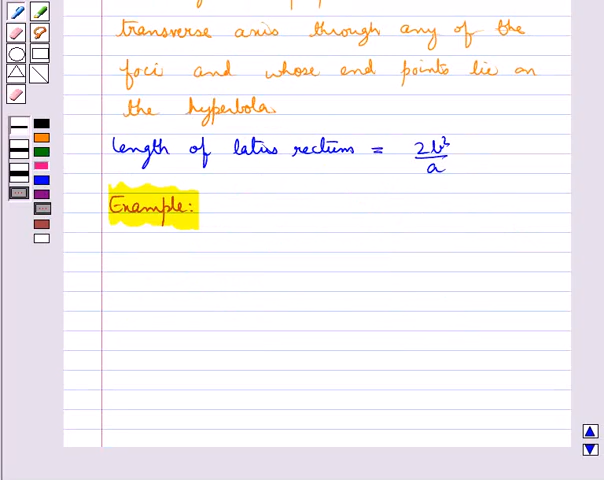 transverse axis through any of the
foci and whose end points lie on
the hyperbola.
length of latus rectum = 2b²/a
Example: